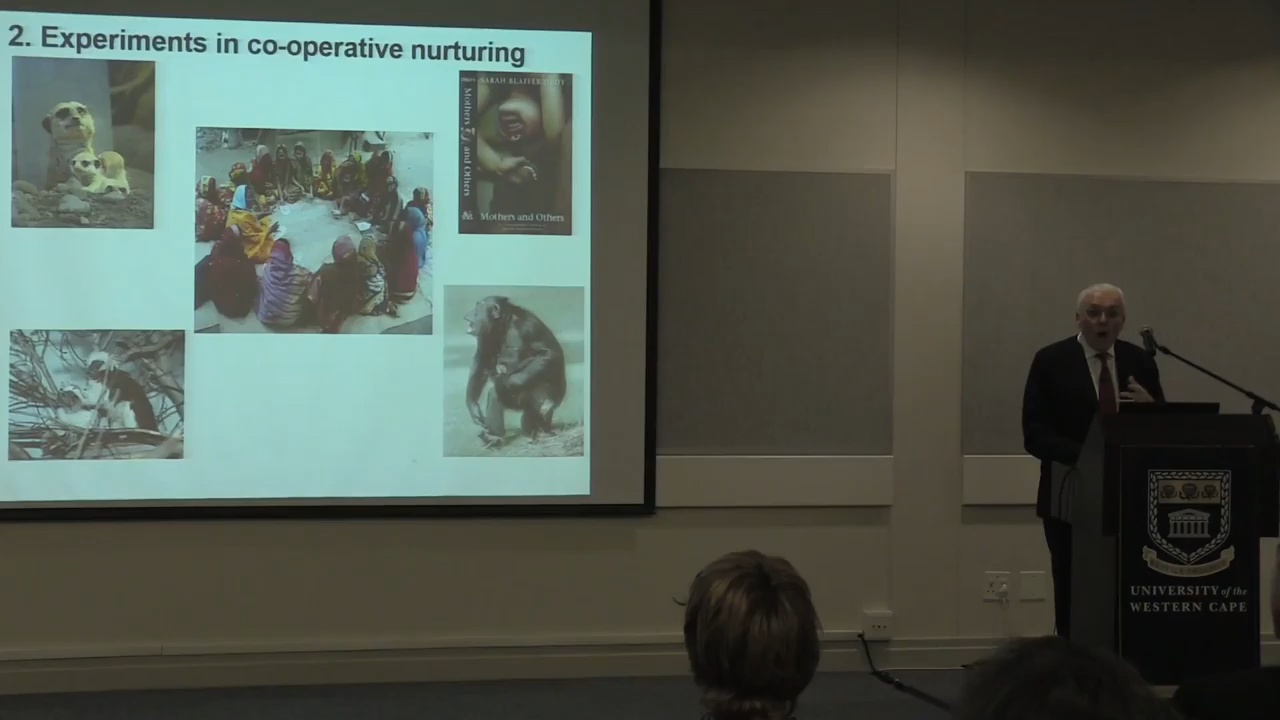 2. Experiments in co-operative nurturing
SARAH BLAFFER HRDY
Mothers and Others
Mothers and Others
UNIVERSITY of the
WESTERN CAPE